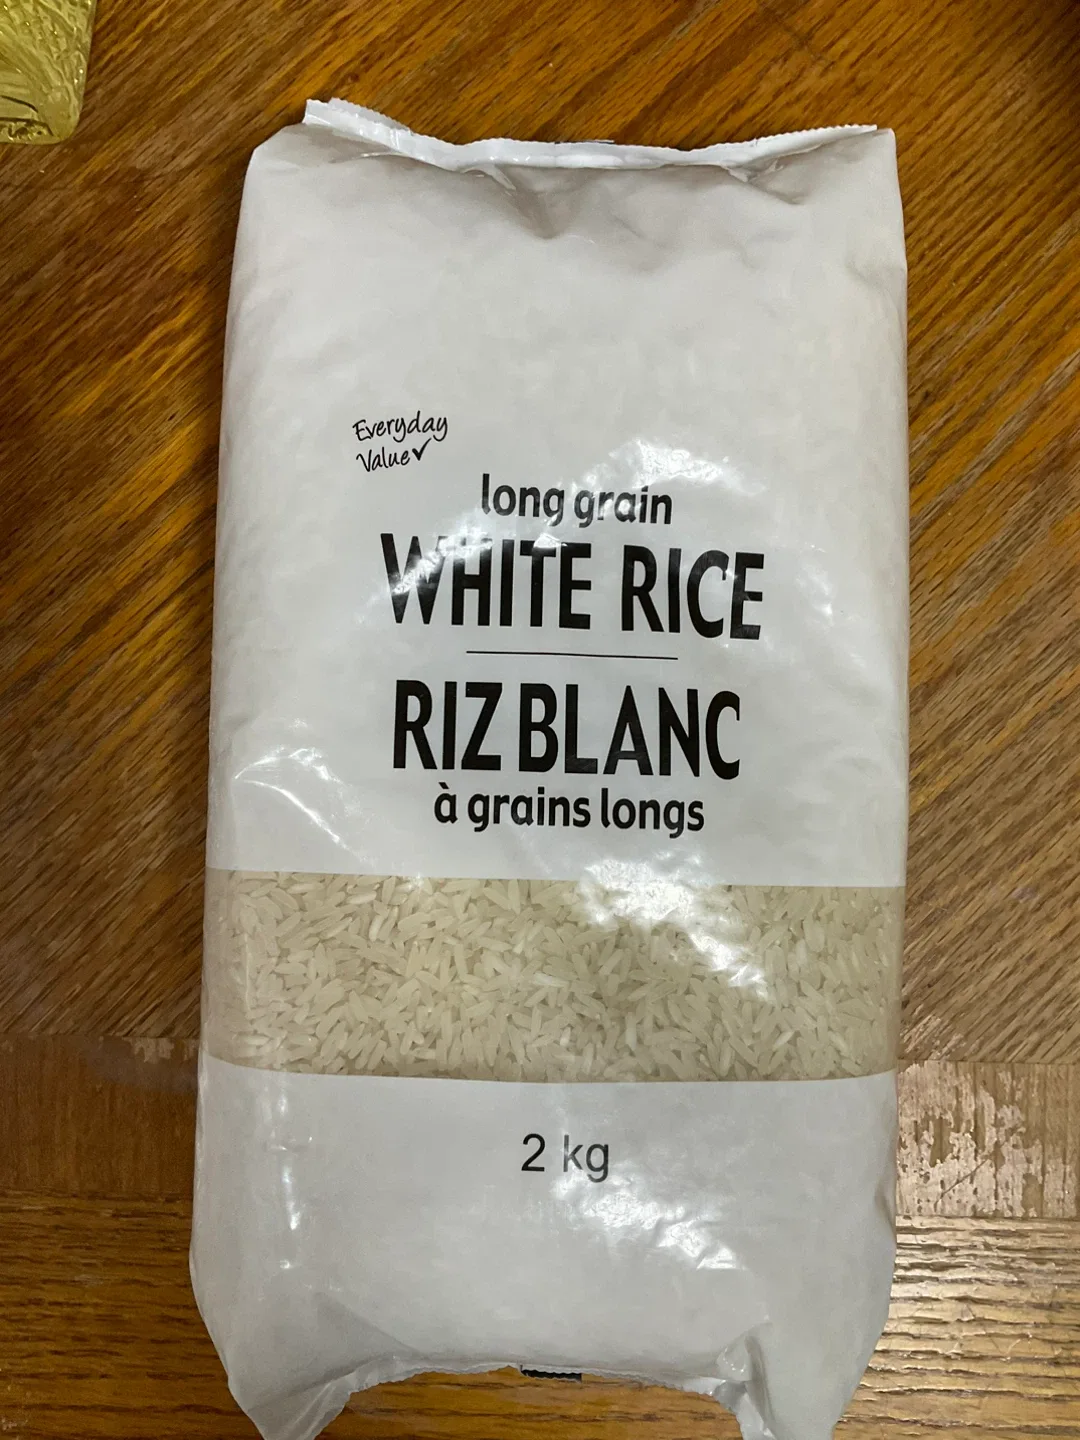 Everyday
Value✓
long grain
WHITE RICE
RIZ BLANC
à grains longs
2 kg